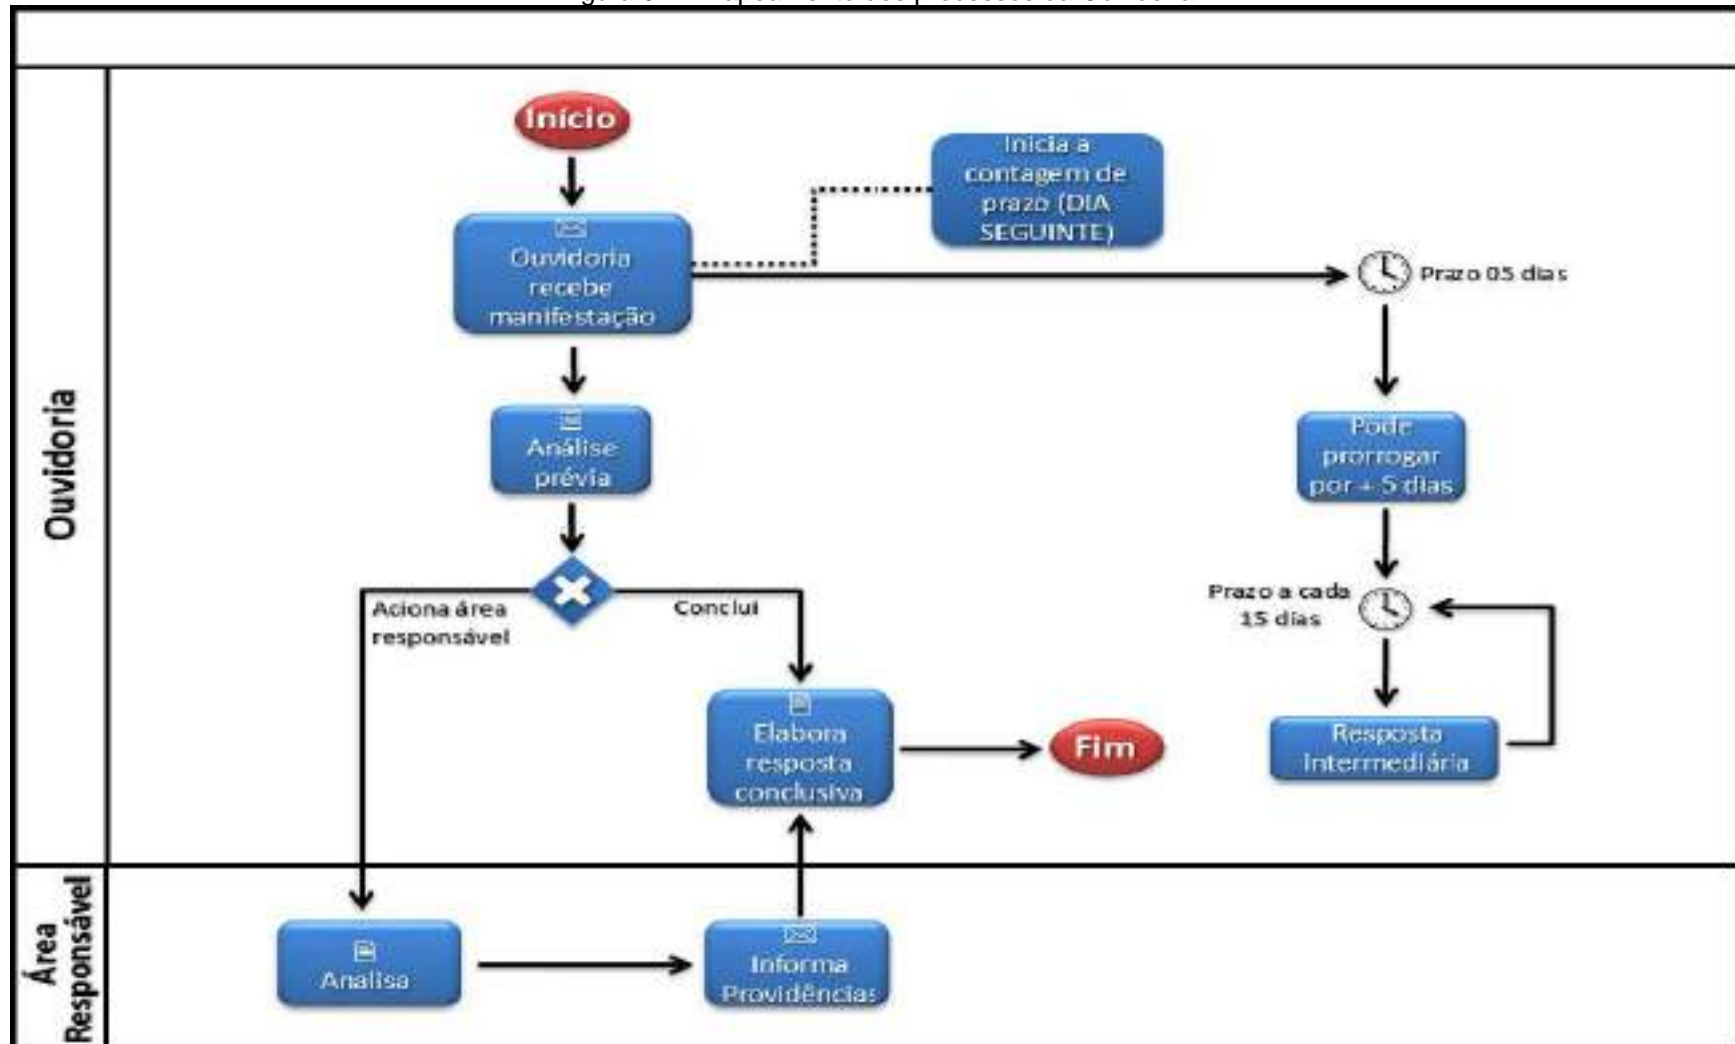 Início
Inicia a
contagem de
prazo (DIA
SEGUINTE)
Ouvidoria
recebe
manifestação
Prazo 05 dias
Análise
prévia
Pode
prorrogar
por + 5 dias
Ouvidoria
Aciona área
responsável
Conclui
Prazo a cada
15 dias
Elabora
resposta
conclusiva
Fim
Resposta
intermediária
Área
Responsável
Analisa
Informa
Providências